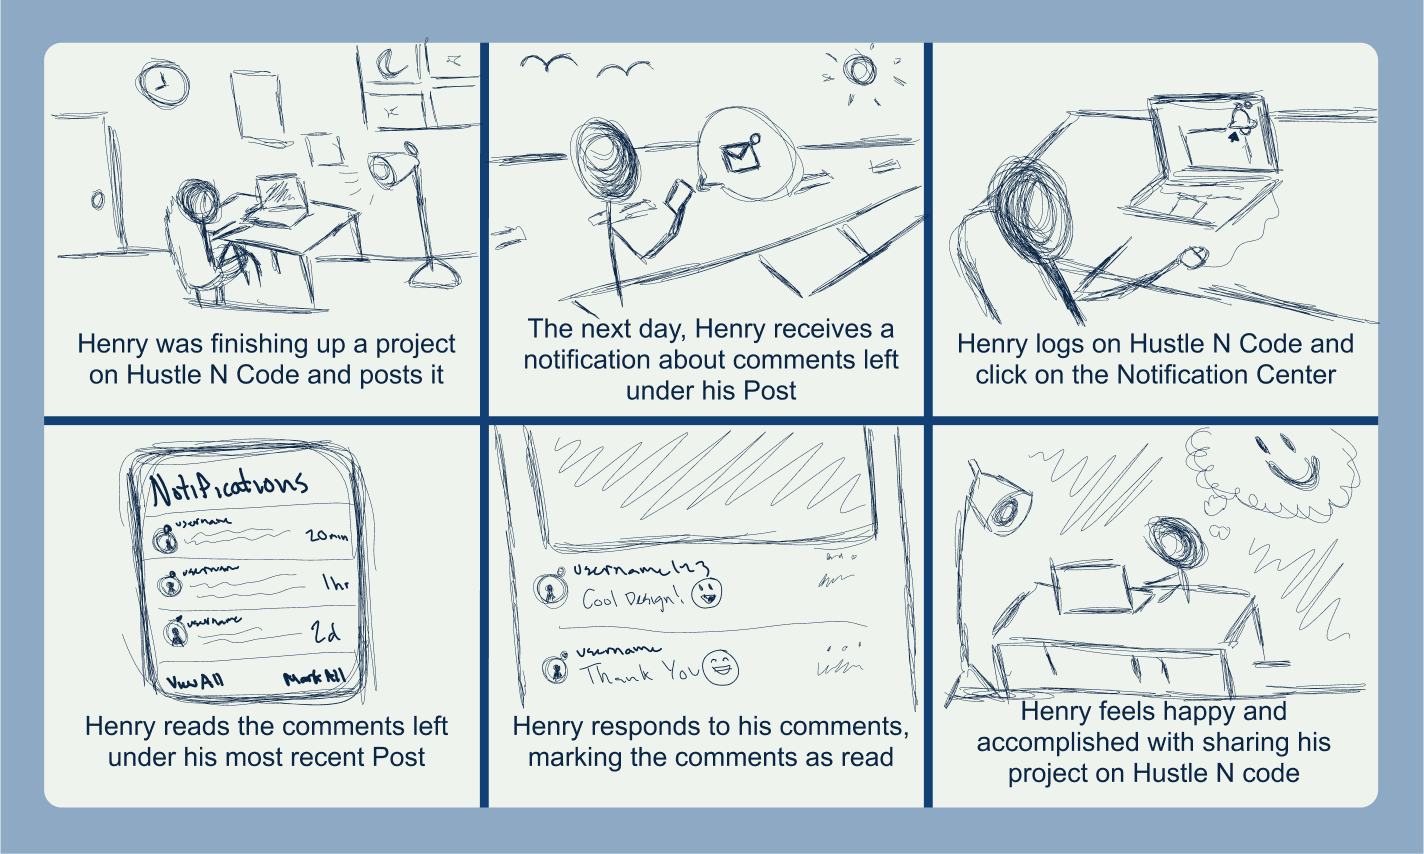 Henry was finishing up a project
on Hustle N Code and posts it
The next day, Henry receives a
notification about comments left
under his Post
Henry logs on Hustle N Code and
click on the Notification Center
Notifications
username
20min
username
1hr
username
2d
View All
Mark All
Henry reads the comments left
under his most recent Post
username123
Cool Design!
username
Thank You
Henry responds to his comments,
marking the comments as read
Henry feels happy and
accomplished with sharing his
project on Hustle N code